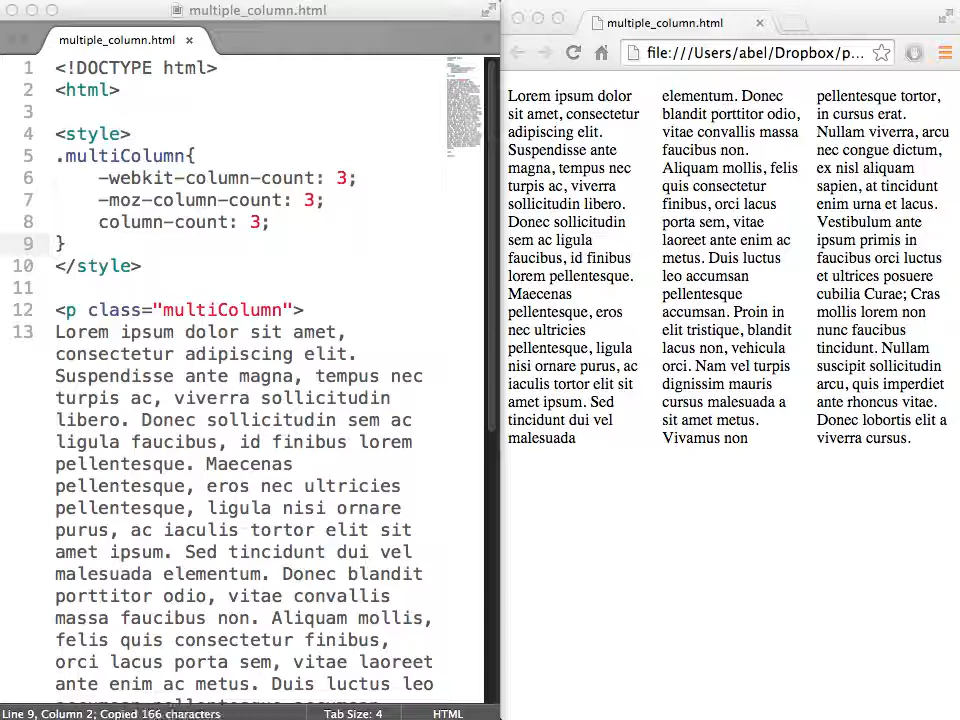 multiple_column.html
multiple_column.html ×
1 <!DOCTYPE html>
2 <html>
3
4 <style>
5 .multiColumn{
6 -webkit-column-count: 3;
7 -moz-column-count: 3;
8 column-count: 3;
9 }
10 </style>
11
12 <p class="multiColumn">
13 Lorem ipsum dolor sit amet,
consectetur adipiscing elit.
Suspendisse ante magna, tempus nec
turpis ac, viverra sollicitudin
libero. Donec sollicitudin sem ac
ligula faucibus, id finibus lorem
pellentesque. Maecenas
pellentesque, eros nec ultricies
pellentesque, ligula nisi ornare
purus, ac iaculis tortor elit sit
amet ipsum. Sed tincidunt dui vel
malesuada elementum. Donec blandit
porttitor odio, vitae convallis
massa faucibus non. Aliquam mollis,
felis quis consectetur finibus,
orci lacus porta sem, vitae laoreet
ante enim ac metus. Duis luctus leo
Line 9, Column 2; Copied 166 characters
Tab Size: 4
HTML
multiple_column.html ×
file:///Users/abel/Dropbox/p...
Lorem ipsum dolor
sit amet, consectetur
adipiscing elit.
Suspendisse ante
magna, tempus nec
turpis ac, viverra
sollicitudin libero.
Donec sollicitudin
sem ac ligula
faucibus, id finibus
lorem pellentesque.
Maecenas
pellentesque, eros
nec ultricies
pellentesque, ligula
nisi ornare purus, ac
iaculis tortor elit sit
amet ipsum. Sed
tincidunt dui vel
malesuada
elementum. Donec
blandit porttitor odio,
vitae convallis massa
faucibus non.
Aliquam mollis, felis
quis consectetur
finibus, orci lacus
porta sem, vitae
laoreet ante enim ac
metus. Duis luctus
leo accumsan
pellentesque
accumsan. Proin in
elit tristique, blandit
lacus non, vehicula
orci. Nam vel turpis
dignissim mauris
cursus malesuada a
sit amet metus.
Vivamus non
pellentesque tortor,
in cursus erat.
Nullam viverra, arcu
nec congue dictum,
ex nisl aliquam
sapien, at tincidunt
enim urna et lacus.
Vestibulum ante
ipsum primis in
faucibus orci luctus
et ultrices posuere
cubilia Curae; Cras
mollis lorem non
nunc faucibus
tincidunt. Nullam
suscipit sollicitudin
arcu, quis imperdiet
ante rhoncus vitae.
Donec lobortis elit a
viverra cursus.